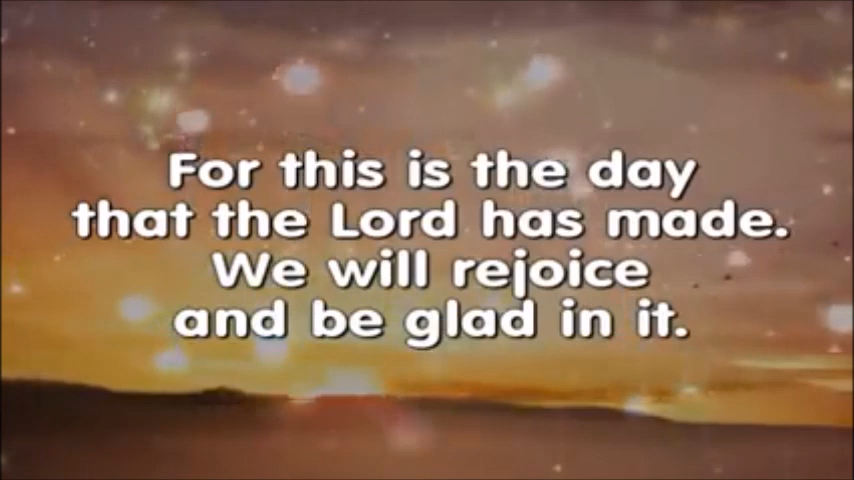 For this is the day
that the Lord has made.
We will rejoice
and be glad in it.